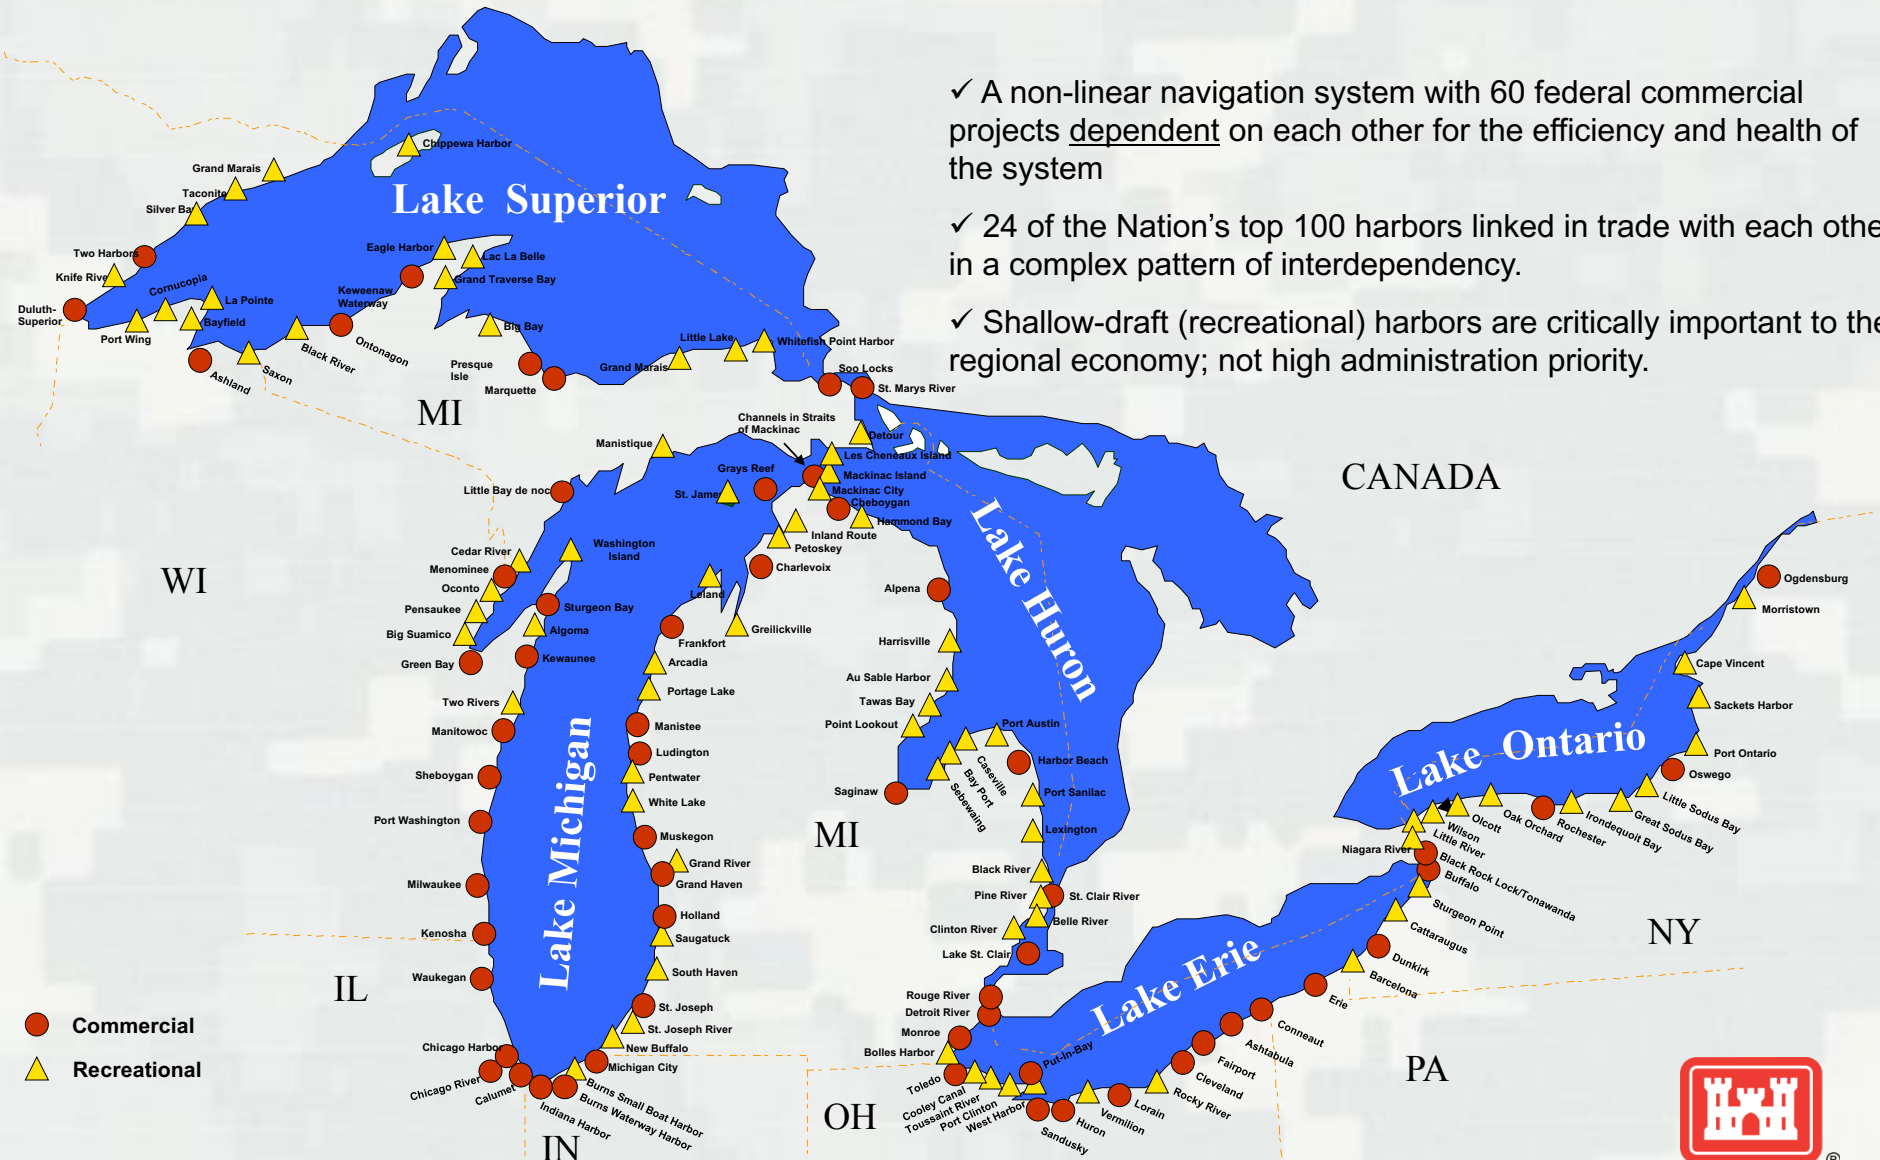 ✓ A non-linear navigation system with 60 federal commercial
projects dependent on each other for the efficiency and health of
the system
✓ 24 of the Nation's top 100 harbors linked in trade with each othe
in a complex pattern of interdependency.
✓ Shallow-draft (recreational) harbors are critically important to the
regional economy; not high administration priority.
Chippewa Harbor
Grand Marais
Taconite
Silver Ba
Lake Superior
Two Harbors
Knife Rive
Duluth-
Superior
Cornucopia
La Pointe
Bayfield
Port Wing
Ashland
Saxon
Black River
Ontonagon
Keweenaw
Waterway
Eagle Harbor
Lac La Belle
Grand Traverse Bay
Big Bay
Presque
Isle
Marquette
Grand Marais
Little Lake
Whitefish Point Harbor
Soo Locks
St. Marys River
MI
Channels in Straits
of Mackinac
Detour
Les Cheneaux Island
Mackinac Island
Mackinac City
Cheboygan
Hammond Bay
Manistique
Grays Reef
St. James
Little Bay de noc
Inland Route
Petoskey
Charlevoix
Washington
Island
Cedar River
Menominee
Oconto
Pensaukee
Big Suamico
Green Bay
Sturgeon Bay
Algoma
Kewaunee
Two Rivers
Manitowoc
Sheboygan
Port Washington
Milwaukee
Kenosha
Waukegan
Chicago Harbor
Chicago River
Calumet
Indiana Harbor
Burns Waterway Harbor
Burns Small Boat Harbor
Michigan City
New Buffalo
St. Joseph River
St. Joseph
South Haven
Saugatuck
Holland
Grand Haven
Grand River
Muskegon
White Lake
Pentwater
Ludington
Manistee
Portage Lake
Arcadia
Frankfort
Leland
Greilickville
Lake Michigan
WI
IL
IN
MI
OH
PA
NY
CANADA
Lake Huron
Alpena
Harrisville
Au Sable Harbor
Tawas Bay
Point Lookout
Saginaw
Sebewaing
Bay Port
Caseville
Port Austin
Harbor Beach
Port Sanilac
Lexington
Black River
Pine River
St. Clair River
Belle River
Clinton River
Lake St. Clair
Rouge River
Detroit River
Monroe
Bolles Harbor
Toledo
Cooley Canal
Toussaint River
Port Clinton
West Harbor
Put-In-Bay
Sandusky
Huron
Vermilion
Lorain
Rocky River
Cleveland
Fairport
Ashtabula
Conneaut
Erie
Barcelona
Dunkirk
Cattaraugus
Sturgeon Point
Buffalo
Black Rock Lock/Tonawanda
Lake Erie
Niagara River
Little River
Wilson
Olcott
Oak Orchard
Rochester
Irondequoit Bay
Great Sodus Bay
Little Sodus Bay
Oswego
Port Ontario
Sackets Harbor
Cape Vincent
Morristown
Ogdensburg
Lake Ontario
Commercial
Recreational
®